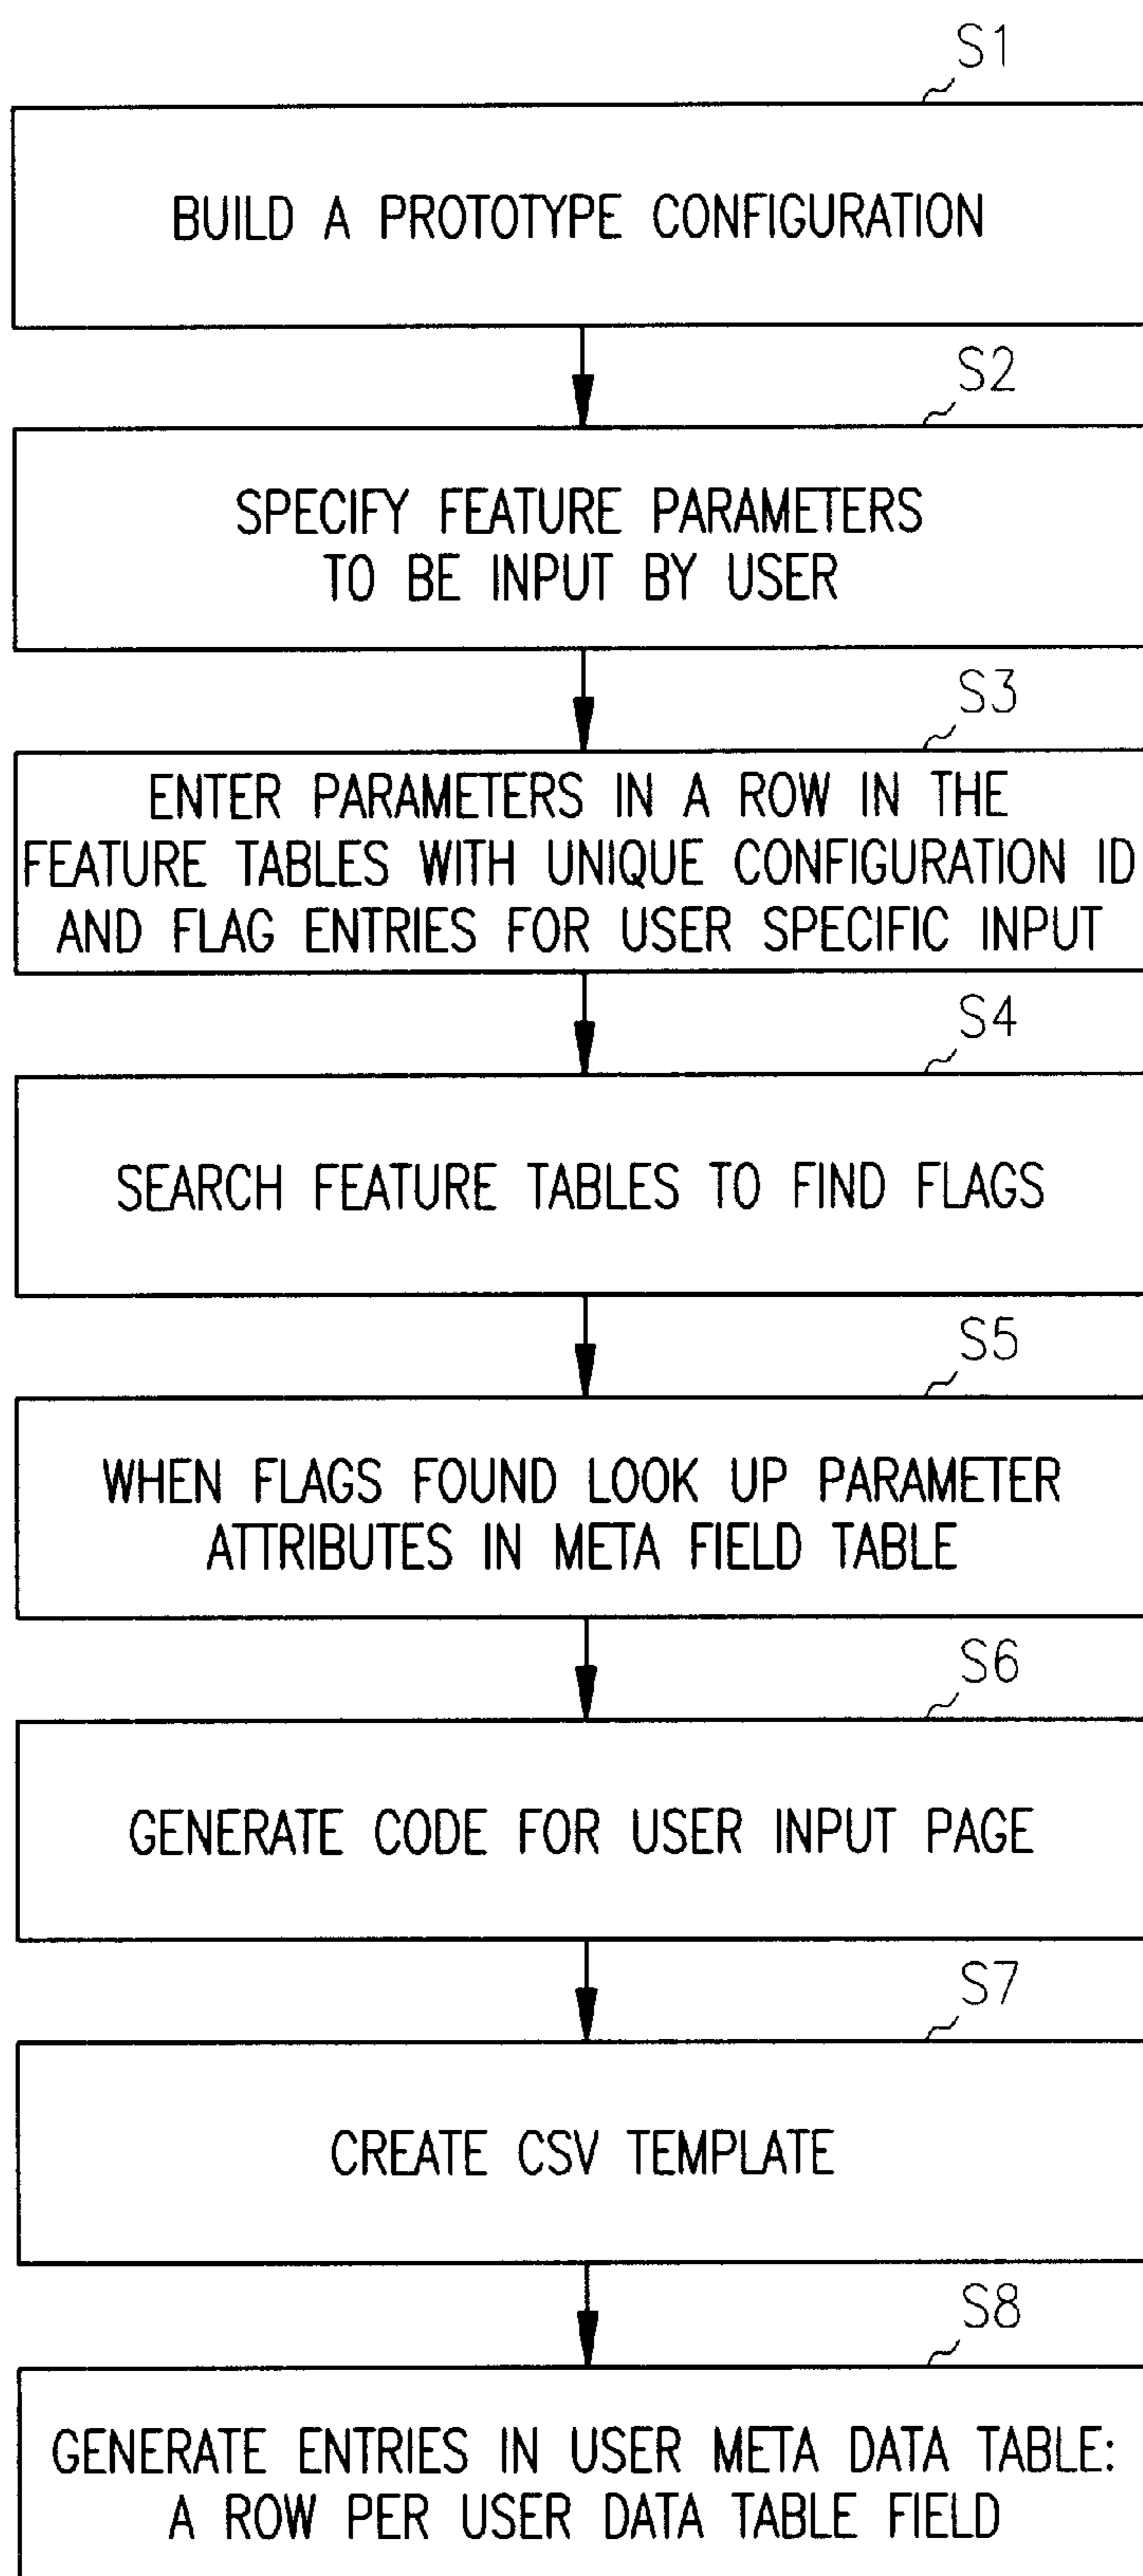 S1
BUILD A PROTOTYPE CONFIGURATION
S2
SPECIFY FEATURE PARAMETERS
TO BE INPUT BY USER
S3
ENTER PARAMETERS IN A ROW IN THE
FEATURE TABLES WITH UNIQUE CONFIGURATION ID
AND FLAG ENTRIES FOR USER SPECIFIC INPUT
S4
SEARCH FEATURE TABLES TO FIND FLAGS
S5
WHEN FLAGS FOUND LOOK UP PARAMETER
ATTRIBUTES IN META FIELD TABLE
S6
GENERATE CODE FOR USER INPUT PAGE
S7
CREATE CSV TEMPLATE
S8
GENERATE ENTRIES IN USER META DATA TABLE:
A ROW PER USER DATA TABLE FIELD